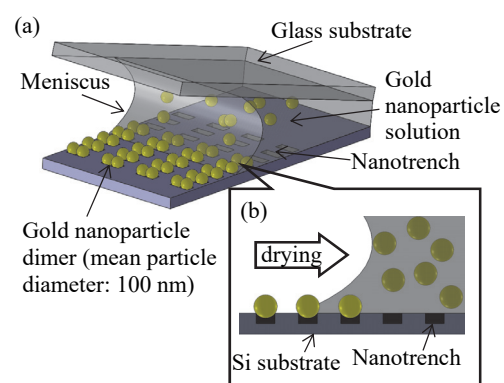 (a)
Glass substrate
Meniscus
Gold
nanoparticle
solution
Nanotrench
Gold nanoparticle
dimer (mean particle
diameter: 100 nm)
(b)
drying
Si substrate
Nanotrench